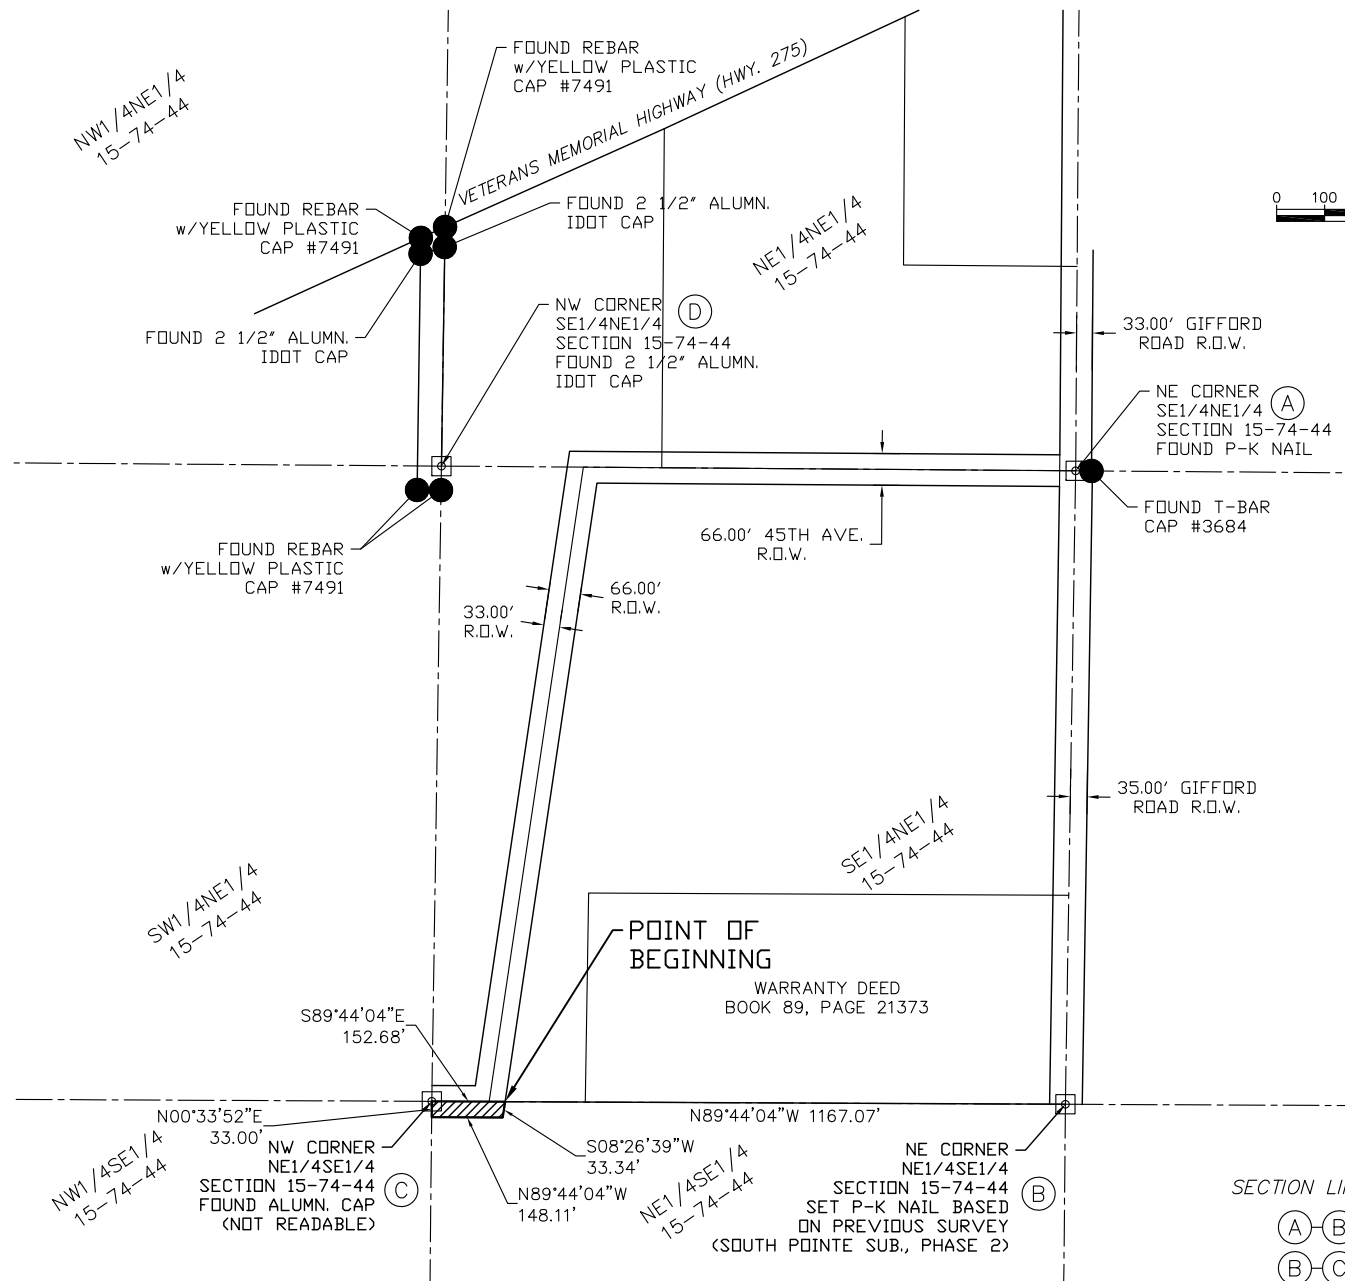 FOUND REBAR
w/YELLOW PLASTIC
CAP #7491
VETERANS MEMORIAL HIGHWAY (HWY. 275)
NW1/4NE1/4
15-74-44
FOUND REBAR
w/YELLOW PLASTIC
CAP #7491
FOUND 2 1/2" ALUMN.
IDOT CAP
NE1/4NE1/4
15-74-44
0 100
FOUND 2 1/2" ALUMN.
IDOT CAP
NW CORNER
SE1/4NE1/4
SECTION 15-74-44
FOUND 2 1/2" ALUMN.
IDOT CAP
D
33.00' GIFFORD
ROAD R.O.W.
NE CORNER
SE1/4NE1/4
SECTION 15-74-44
FOUND P-K NAIL
A
FOUND T-BAR
CAP #3684
66.00' 45TH AVE.
R.O.W.
FOUND REBAR
w/YELLOW PLASTIC
CAP #7491
66.00'
R.O.W.
33.00'
R.O.W.
35.00' GIFFORD
ROAD R.O.W.
SE1/4NE1/4
15-74-44
SW1/4NE1/4
15-74-44
POINT OF
BEGINNING
WARRANTY DEED
BOOK 89, PAGE 21373
S89°44'04"E
152.68'
N00°33'52"E
33.00'
N89°44'04"W 1167.07'
S08°26'39"W
33.34'
N89°44'04"W
148.11'
NW CORNER
NE1/4SE1/4
SECTION 15-74-44
FOUND ALUMN. CAP
(NOT READABLE)
C
NW1/4SE1/4
15-74-44
NE1/4SE1/4
15-74-44
NE CORNER
NE1/4SE1/4
SECTION 15-74-44
SET P-K NAIL BASED
ON PREVIOUS SURVEY
(SOUTH POINTE SUB., PHASE 2)
B
SECTION LI
A-B
B-C